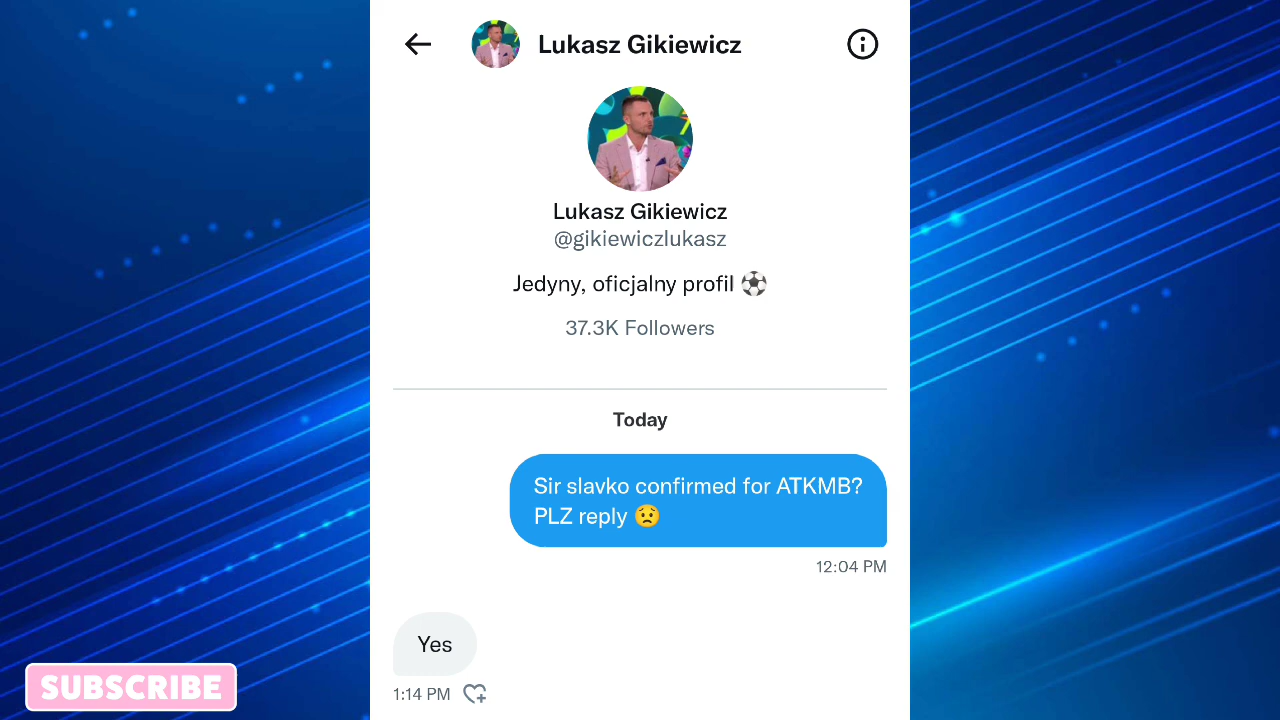 Lukasz Gikiewicz
Lukasz Gikiewicz
@gikiewiczlukasz
Jedyny, oficjalny profil ⚽
37.3K Followers
Today
Sir slavko confirmed for ATKMB?
PLZ reply 😟
12:04 PM
Yes
1:14 PM
SUBSCRIBE